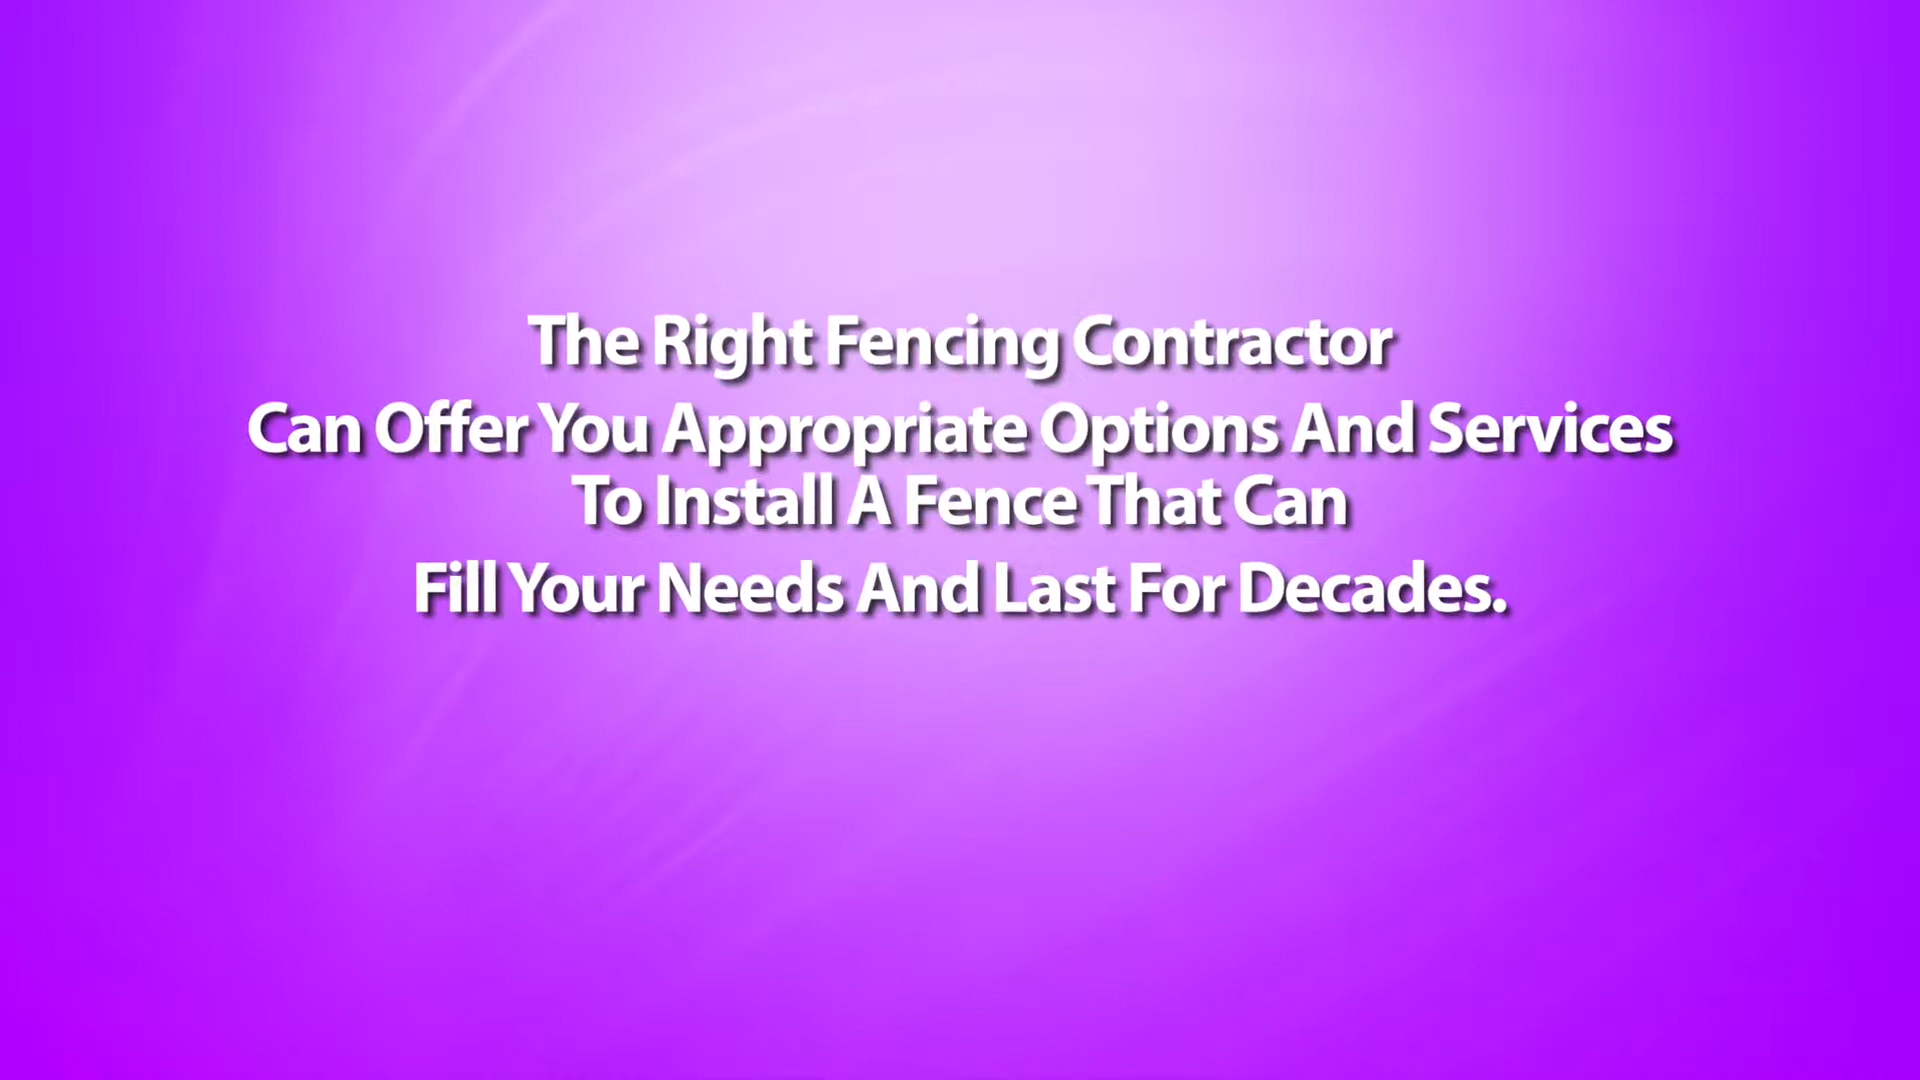 The Right Fencing Contractor
Can Offer You Appropriate Options And Services
To Install A Fence That Can
Fill Your Needs And Last For Decades.